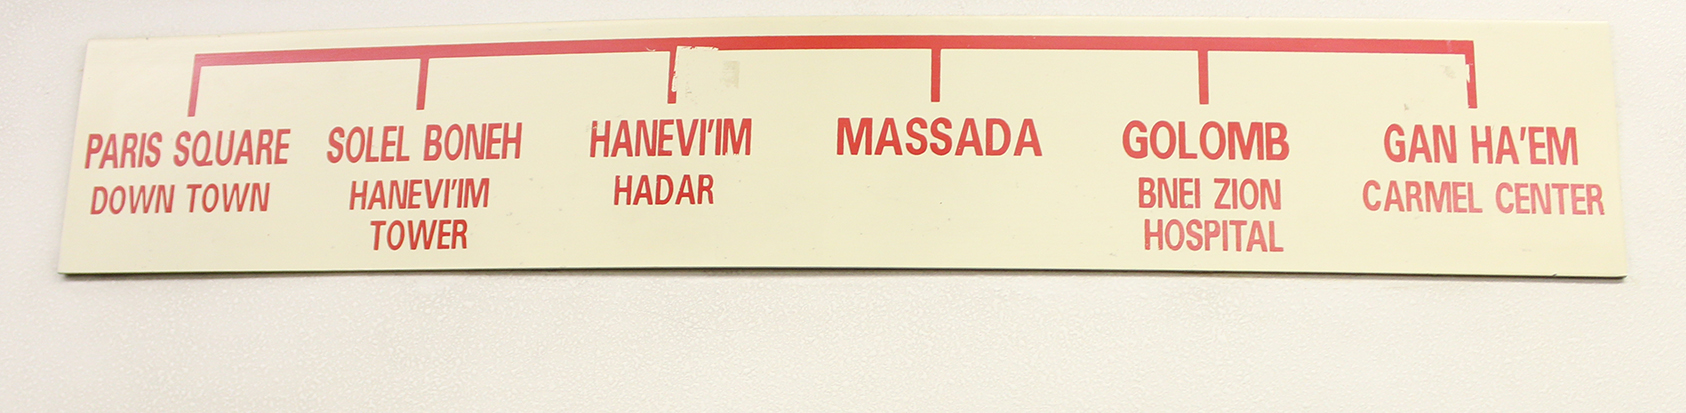 PARIS SQUARE
DOWN TOWN
SOLEL BONEH
HANEVI'IM
TOWER
HANEVI'IM
HADAR
MASSADA
GOLOMB
BNEI ZION
HOSPITAL
GAN HA'EM
CARMEL CENTER